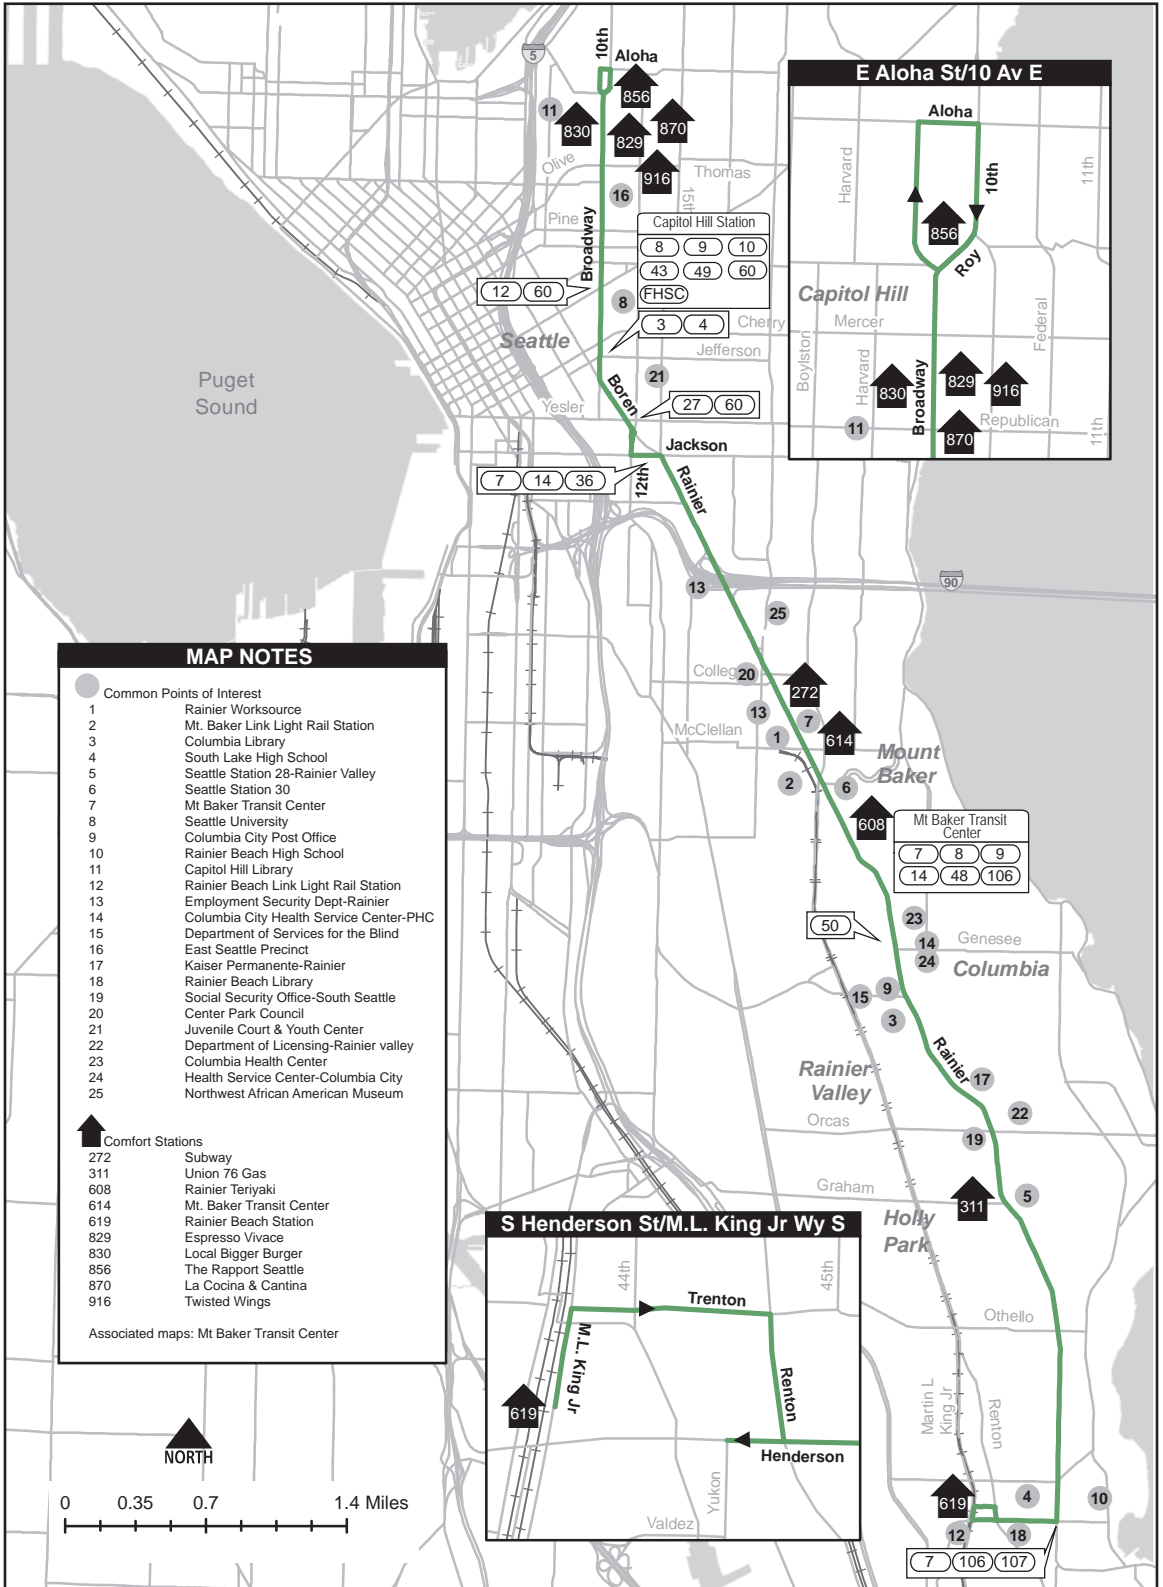 5
10th
Aloha
856
11
830
829
870
916
Olive
Thomas
15th
16
Pine
Broadway
Capitol Hill Station
8 9 10
43 49 60
FHSC
12 60
8
3 4
Cherry
Seattle
Jefferson
21
Boren
27 60
Yesler
Jackson
7 14 36
12th
Rainier
Puget
Sound
E Aloha St/10 Av E
Aloha
Harvard
11th
10th
856
Roy
Capitol Hill
Mercer
Federal
Boylston
Harvard
Broadway
830
829
916
11
Republican
870
11th
13
90
25
College
20
272
13
7
McClellan
1
614
Mount
Baker
2
6
608
Mt Baker Transit
Center
7 8 9
14 48 106
50
23
14
Genesee
24
Columbia
9
15
3
Rainier
Rainier
Valley
17
22
Orcas
19
Graham
311
5
Holly
Park
Othello
Martin L
King Jr
Renton
619
4
10
12
18
7 106 107
MAP NOTES
Common Points of Interest
1 Rainier Worksource
2 Mt. Baker Link Light Rail Station
3 Columbia Library
4 South Lake High School
5 Seattle Station 28-Rainier Valley
6 Seattle Station 30
7 Mt Baker Transit Center
8 Seattle University
9 Columbia City Post Office
10 Rainier Beach High School
11 Capitol Hill Library
12 Rainier Beach Link Light Rail Station
13 Employment Security Dept-Rainier
14 Columbia City Health Service Center-PHC
15 Department of Services for the Blind
16 East Seattle Precinct
17 Kaiser Permanente-Rainier
18 Rainier Beach Library
19 Social Security Office-South Seattle
20 Center Park Council
21 Juvenile Court & Youth Center
22 Department of Licensing-Rainier valley
23 Columbia Health Center
24 Health Service Center-Columbia City
25 Northwest African American Museum
Comfort Stations
272 Subway
311 Union 76 Gas
608 Rainier Teriyaki
614 Mt. Baker Transit Center
619 Rainier Beach Station
829 Espresso Vivace
830 Local Bigger Burger
856 The Rapport Seattle
870 La Cocina & Cantina
916 Twisted Wings
Associated maps: Mt Baker Transit Center
S Henderson St/M.L. King Jr Wy S
44th
45th
Trenton
M.L. King Jr
Renton
619
Henderson
Yukon
Valdez
NORTH
0 0.35 0.7 1.4 Miles